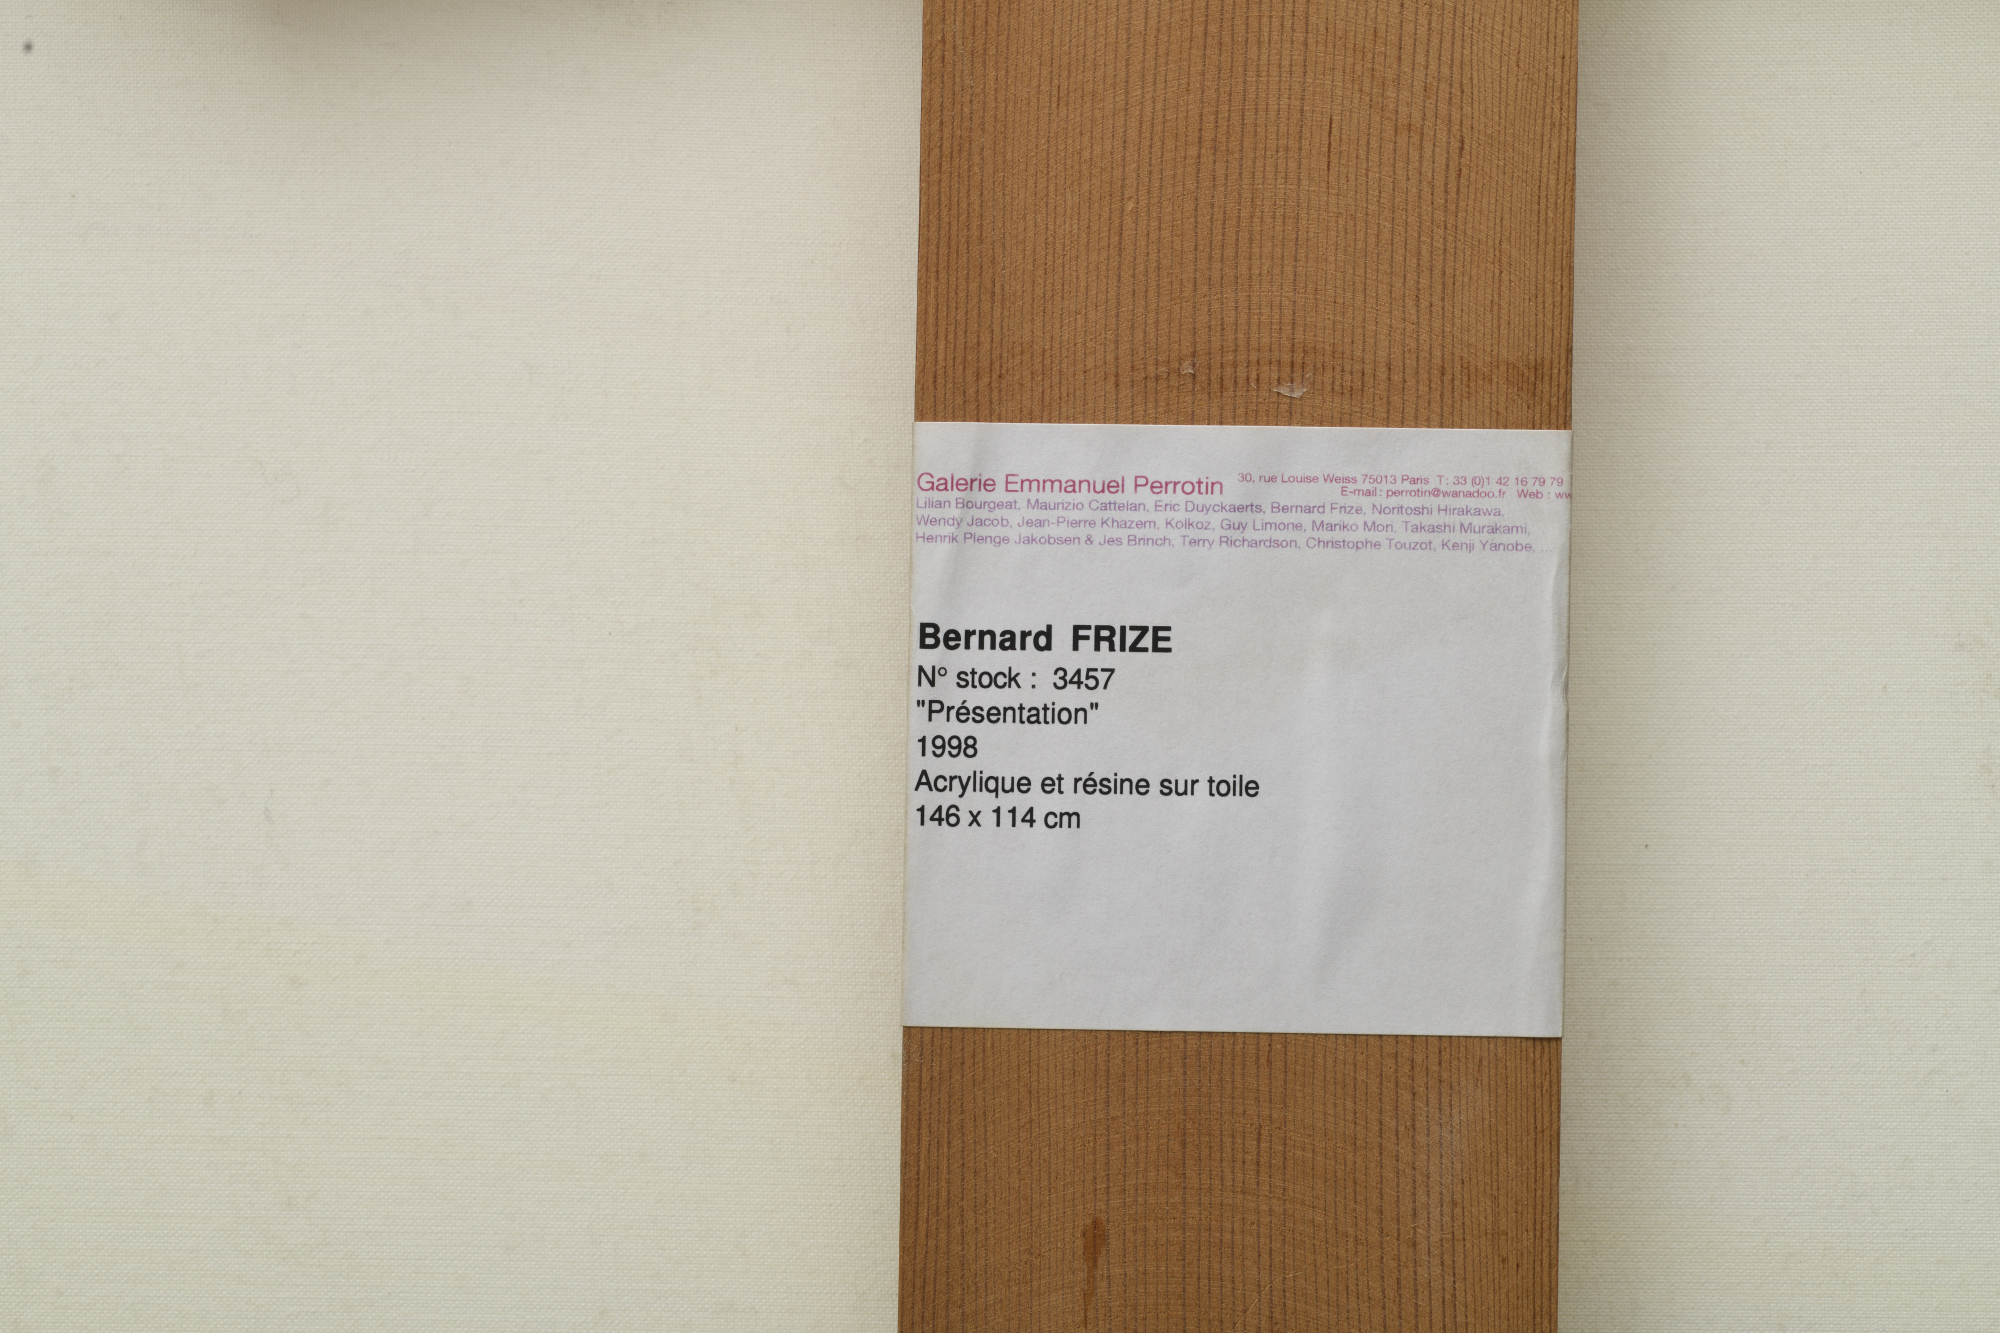 Galerie Emmanuel Perrotin
30, rue Louise Weiss 75013 Paris T : 33 (0)1 42 16 79 79
E-mail : perrotin@wanadoo.fr Web : ww
Lilian Bourgeat, Maurizio Cattelan, Eric Duyckaerts, Bernard Frize, Noritoshi Hirakawa,
Wendy Jacob, Jean-Pierre Khazem, Kolkoz, Guy Limone, Mariko Mori, Takashi Murakami,
Henrik Plenge Jakobsen & Jes Brinch, Terry Richardson, Christophe Touzot, Kenji Yanobe, ...
Bernard FRIZE
N° stock : 3457
"Présentation"
1998
Acrylique et résine sur toile
146 x 114 cm